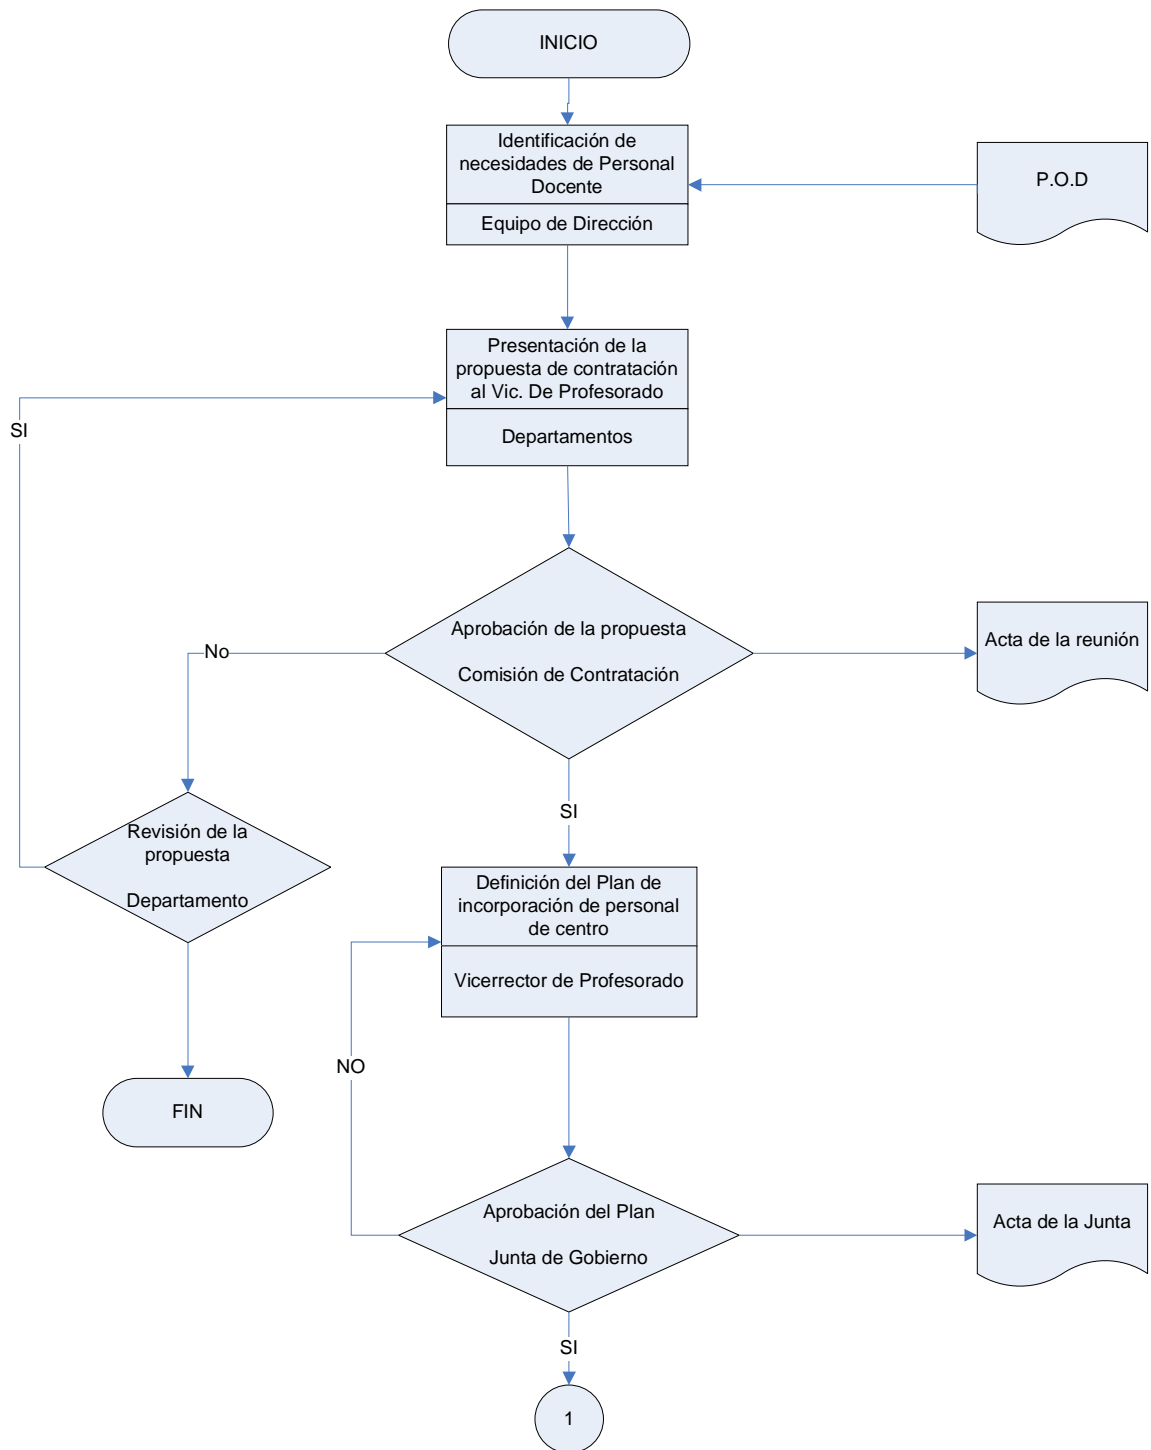 INICIO
Identificación de
necesidades de Personal
Docente
Equipo de Dirección
P.O.D
Presentación de la
propuesta de contratación
al Vic. De Profesorado
Departamentos
SI
Aprobación de la propuesta
Comisión de Contratación
Acta de la reunión
No
SI
Revisión de la
propuesta
Departamento
Definición del Plan de
incorporación de personal
de centro
Vicerrector de Profesorado
NO
FIN
Aprobación del Plan
Junta de Gobierno
Acta de la Junta
SI
1